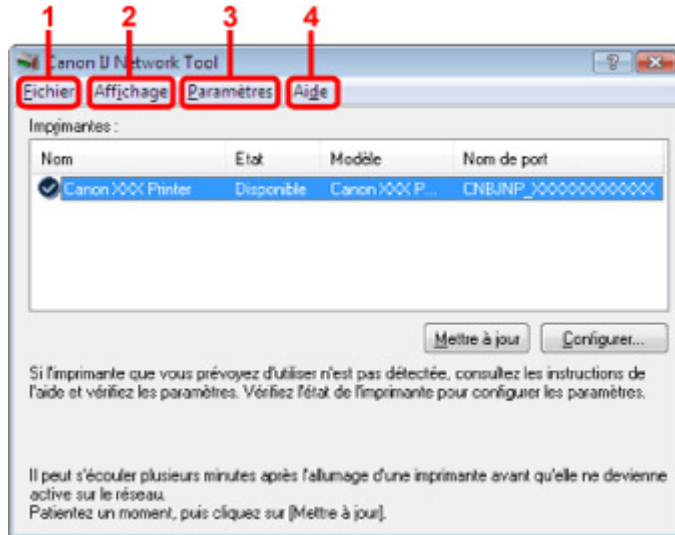 1 2 3 4
Canon IJ Network Tool
Fichier Affichage Paramètres Aide
Imprimantes :
Nom Etat Modèle Nom de port
Canon XXX Printer Disponible Canon XXX P... CNBJNP_XXXXXXXXXXXX
Mettre à jour Configurer...
Si l'imprimante que vous prévoyez d'utiliser n'est pas détectée, consultez les instructions de
l'aide et vérifiez les paramètres. Vérifiez l'état de l'imprimante pour configurer les paramètres.
Il peut s'écouler plusieurs minutes après l'allumage d'une imprimante avant qu'elle ne devienne
active sur le réseau.
Patientez un moment, puis cliquez sur [Mettre à jour].